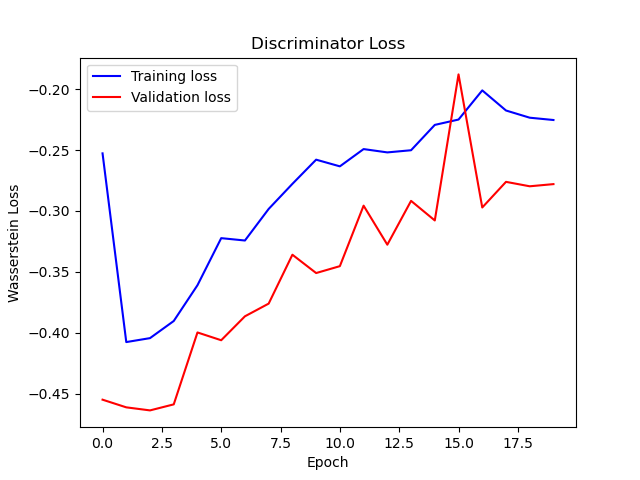 Discriminator Loss
Training loss
Validation loss
−0.20
−0.25
−0.30
−0.35
−0.40
−0.45
Wasserstein Loss
0.0 2.5 5.0 7.5 10.0 12.5 15.0 17.5
Epoch